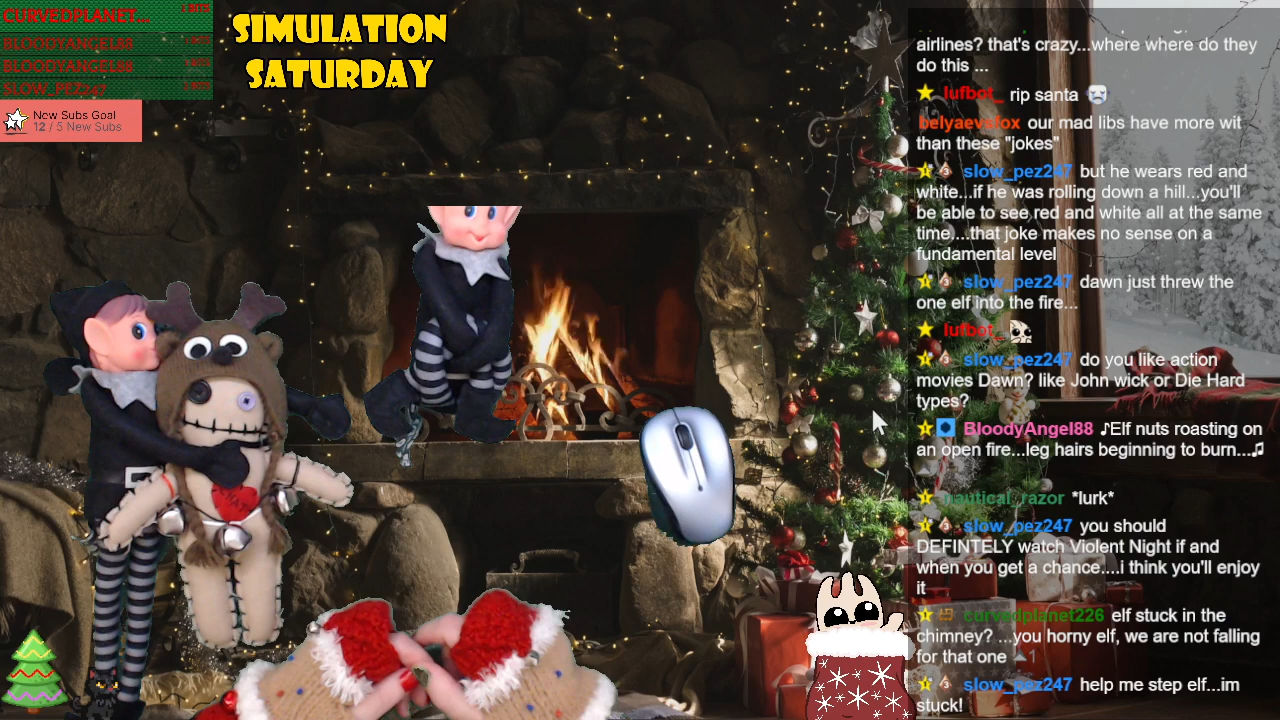 CURVEDPLANET...
BLOODYANGEL88
BLOODYANGEL88
SLOW_PEZ247
New Subs Goal
12 / 5 New Subs
SIMULATION
SATURDAY
airlines? that's crazy...where where do they
do this ...
lufbot_ rip santa
belyaevsfox our mad libs have more wit
than these "jokes"
slow_pez247 but he wears red and
white...if he was rolling down a hill...you'll
be able to see red and white all at the same
time....that joke makes no sense on a
fundamental level
slow_pez247 dawn just threw the
one elf into the fire...
lufbot_
slow_pez247 do you like action
movies Dawn? like John wick or Die Hard
types?
BloodyAngel88 ♪Elf nuts roasting on
an open fire...leg hairs beginning to burn...♫
nautical_razor *lurk*
slow_pez247 you should
DEFINTELY watch Violent Night if and
when you get a chance....i think you'll enjoy
it
curvedplanet226 elf stuck in the
chimney? ...you horny elf, we are not falling
for that one ▲1
slow_pez247 help me step elf...im
stuck!